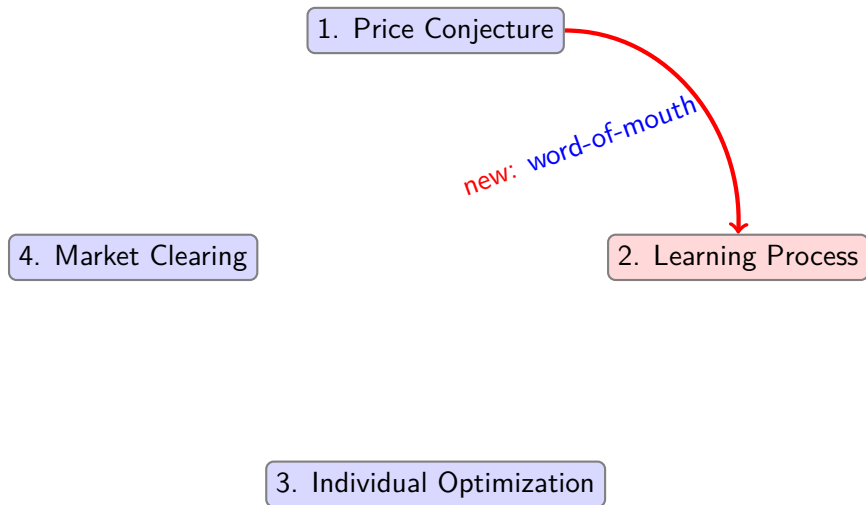 1. Price Conjecture
new: word-of-mouth
4. Market Clearing
2. Learning Process
3. Individual Optimization